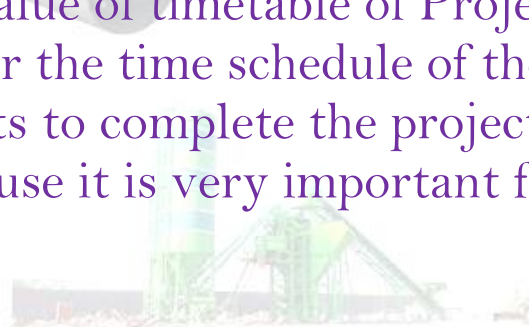 alue of timetable of Proje
r the time schedule of th
ts to complete the project
use it is very important f